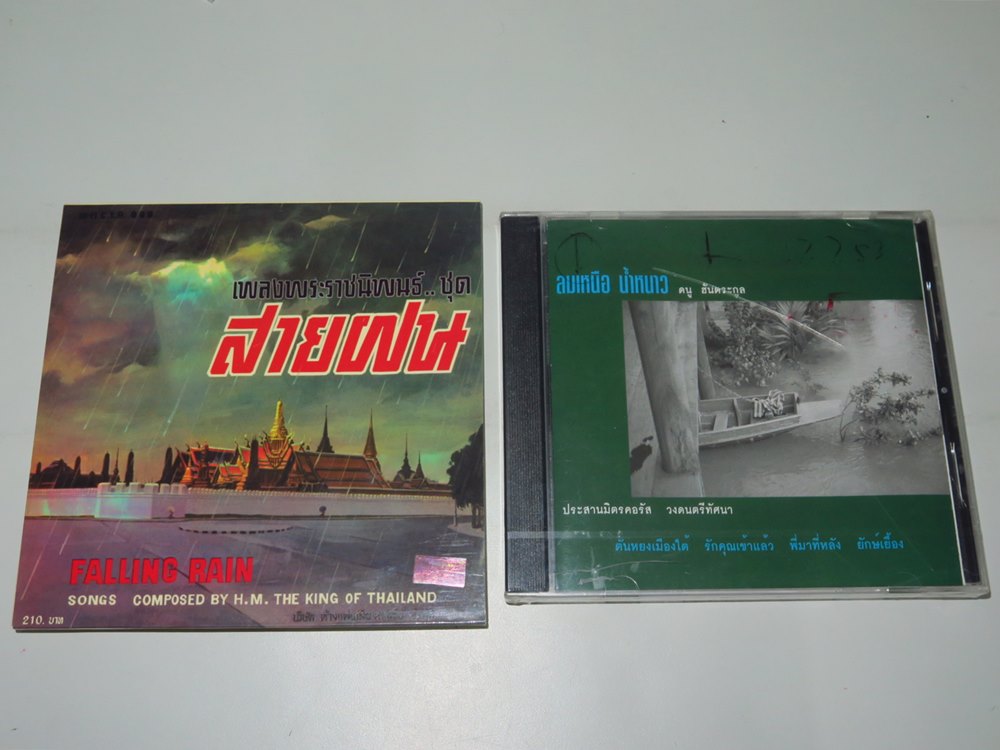 เพลงพระราชนิพนธ์..ชุด
สายฝน
FALLING RAIN
SONGS COMPOSED BY H.M. THE KING OF THAILAND
210. บาท
ลมเหนือ น้ำหนาว ดนู ฮันตระกูล
ประสานมิตรคอรัส วงดนตรีทัศนา
ตันหยงเมืองใต้ รักคุณเข้าแล้ว พี่มาที่หลัง ยักษ์เยื้อง